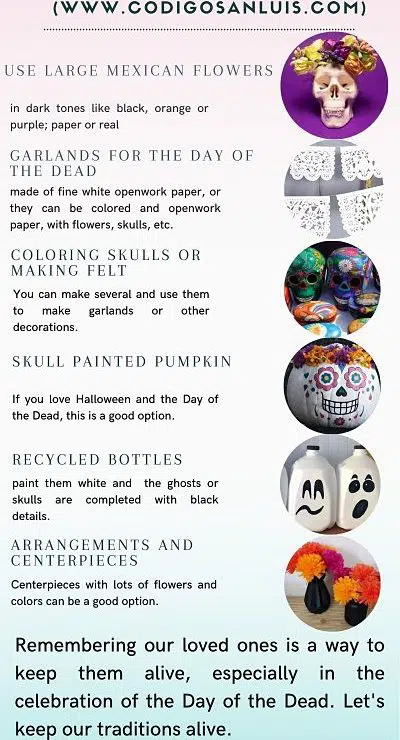 (WWW.CODIGOSANLUIS.COM)
USE LARGE MEXICAN FLOWERS
in dark tones like black, orange or
purple; paper or real
GARLANDS FOR THE DAY OF
THE DEAD
made of fine white openwork paper, or
they can be colored and openwork
paper, with flowers, skulls, etc.
COLORING SKULLS OR
MAKING FELT
You can make several and use them
to make garlands or other
decorations.
SKULL PAINTED PUMPKIN
If you love Halloween and the Day of
the Dead, this is a good option.
RECYCLED BOTTLES
paint them white and the ghosts or
skulls are completed with black
details.
ARRANGEMENTS AND
CENTERPIECES
Centerpieces with lots of flowers and
colors can be a good option.
Remembering our loved ones is a way to
keep them alive, especially in the
celebration of the Day of the Dead. Let's
keep our traditions alive.